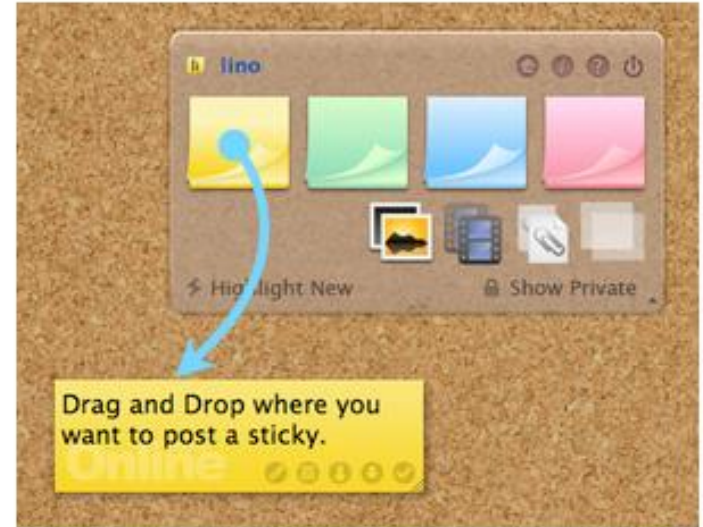 lino
Highlight New
Show Private
Drag and Drop where you
want to post a sticky.
Online